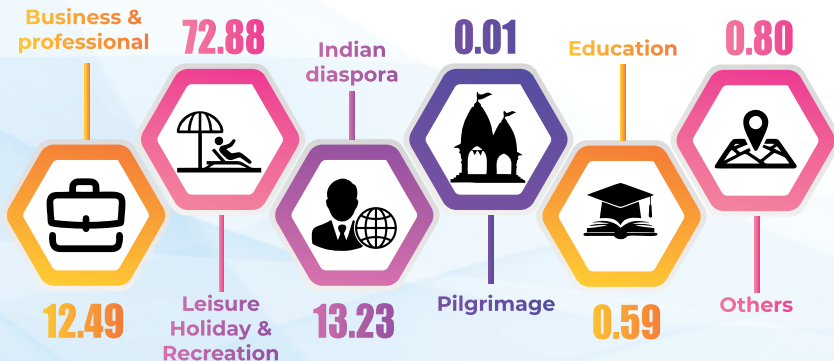 Business &
professional
12.49
72.88
Leisure
Holiday &
Recreation
Indian
diaspora
13.23
0.01
Pilgrimage
Education
0.59
0.80
Others